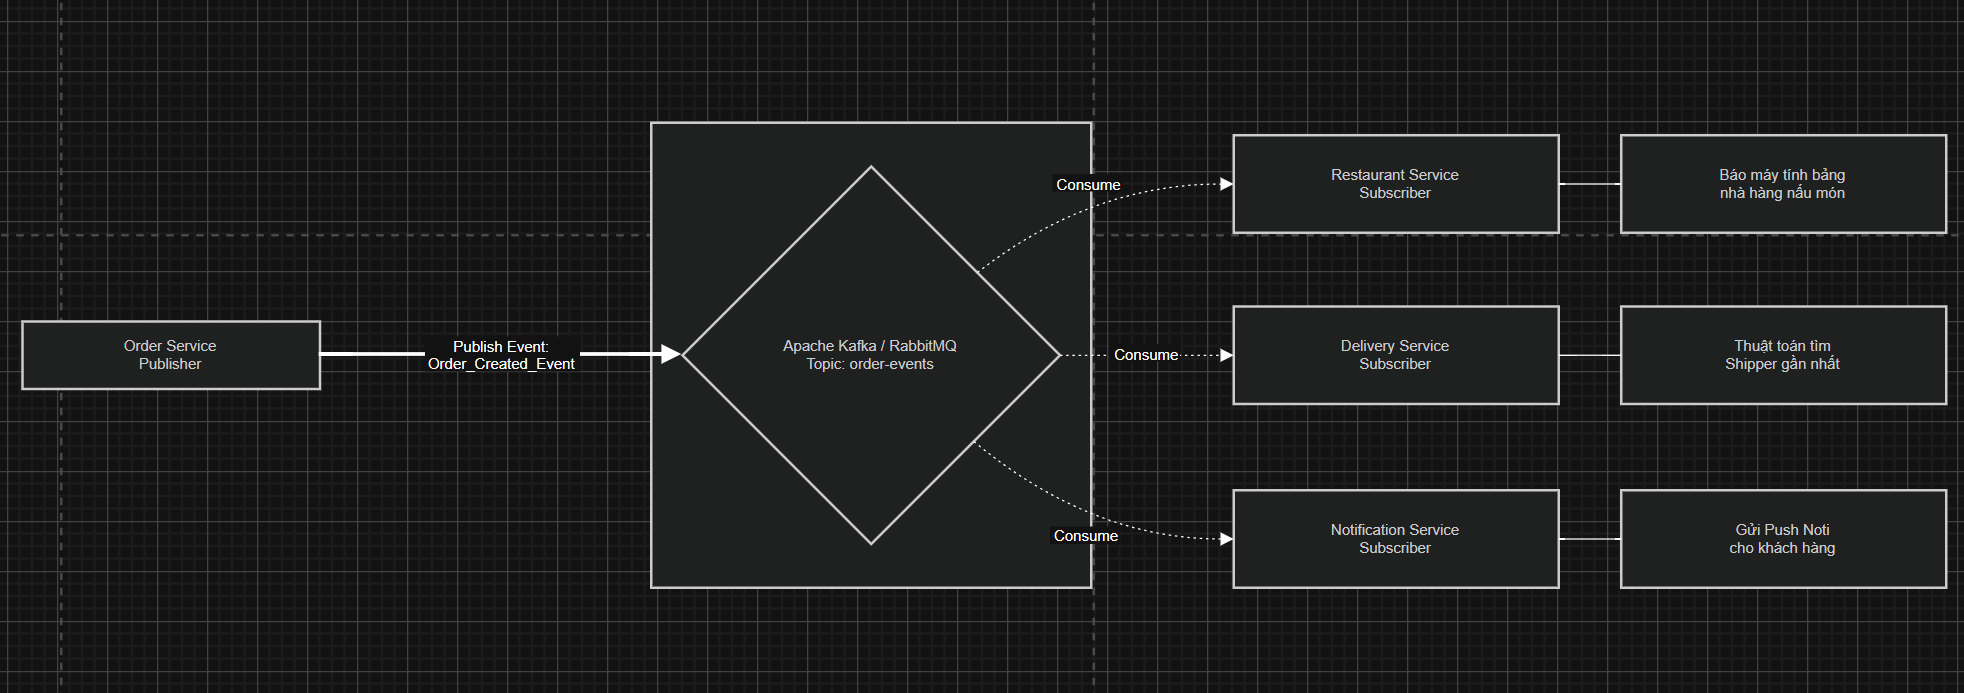 Order Service
Publisher
Publish Event:
Order_Created_Event
Apache Kafka / RabbitMQ
Topic: order-events
Consume
Consume
Consume
Restaurant Service
Subscriber
Báo máy tính bảng
nhà hàng nấu món
Delivery Service
Subscriber
Thuật toán tìm
Shipper gần nhất
Notification Service
Subscriber
Gửi Push Noti
cho khách hàng